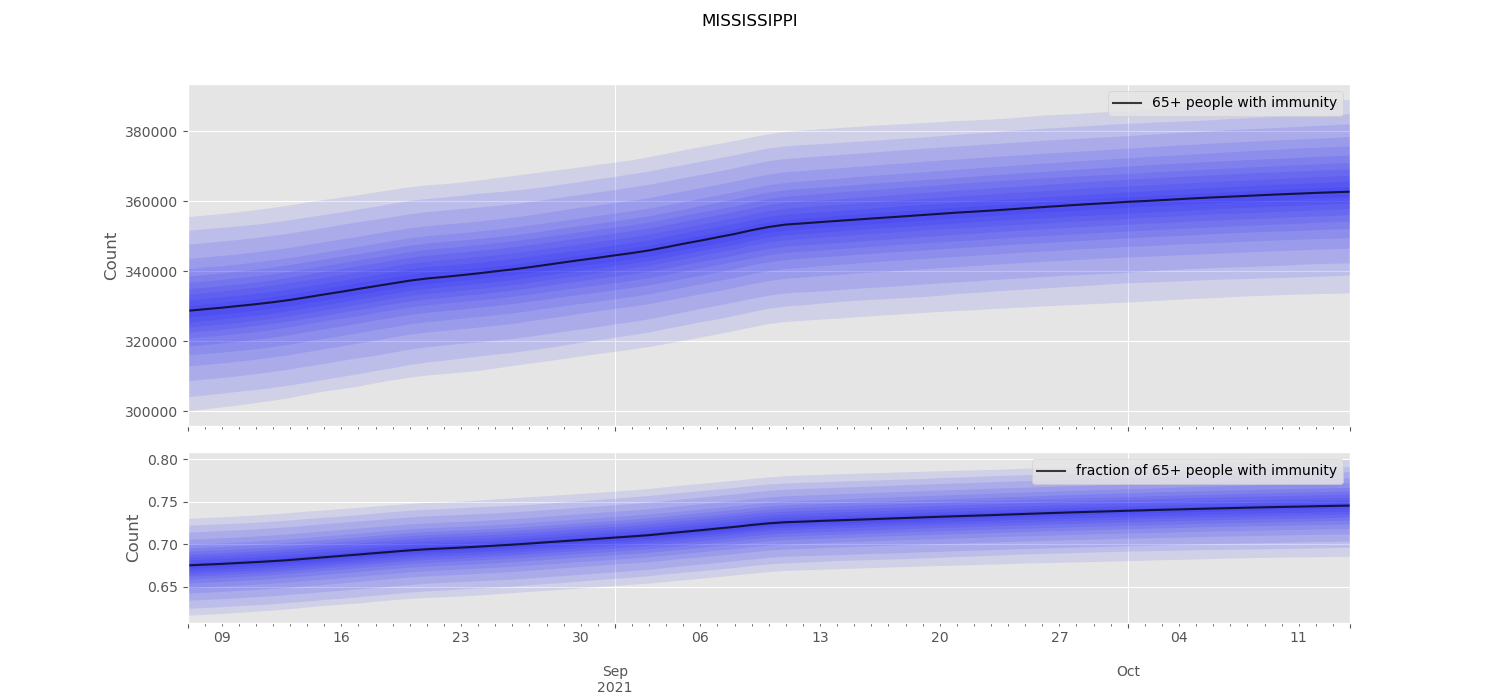 MISSISSIPPI
65+ people with immunity
380000
360000
340000
320000
300000
Count
fraction of 65+ people with immunity
0.80
0.75
0.70
0.65
Count
09 16 23 30 06 13 20 27 04 11
Sep Oct
2021